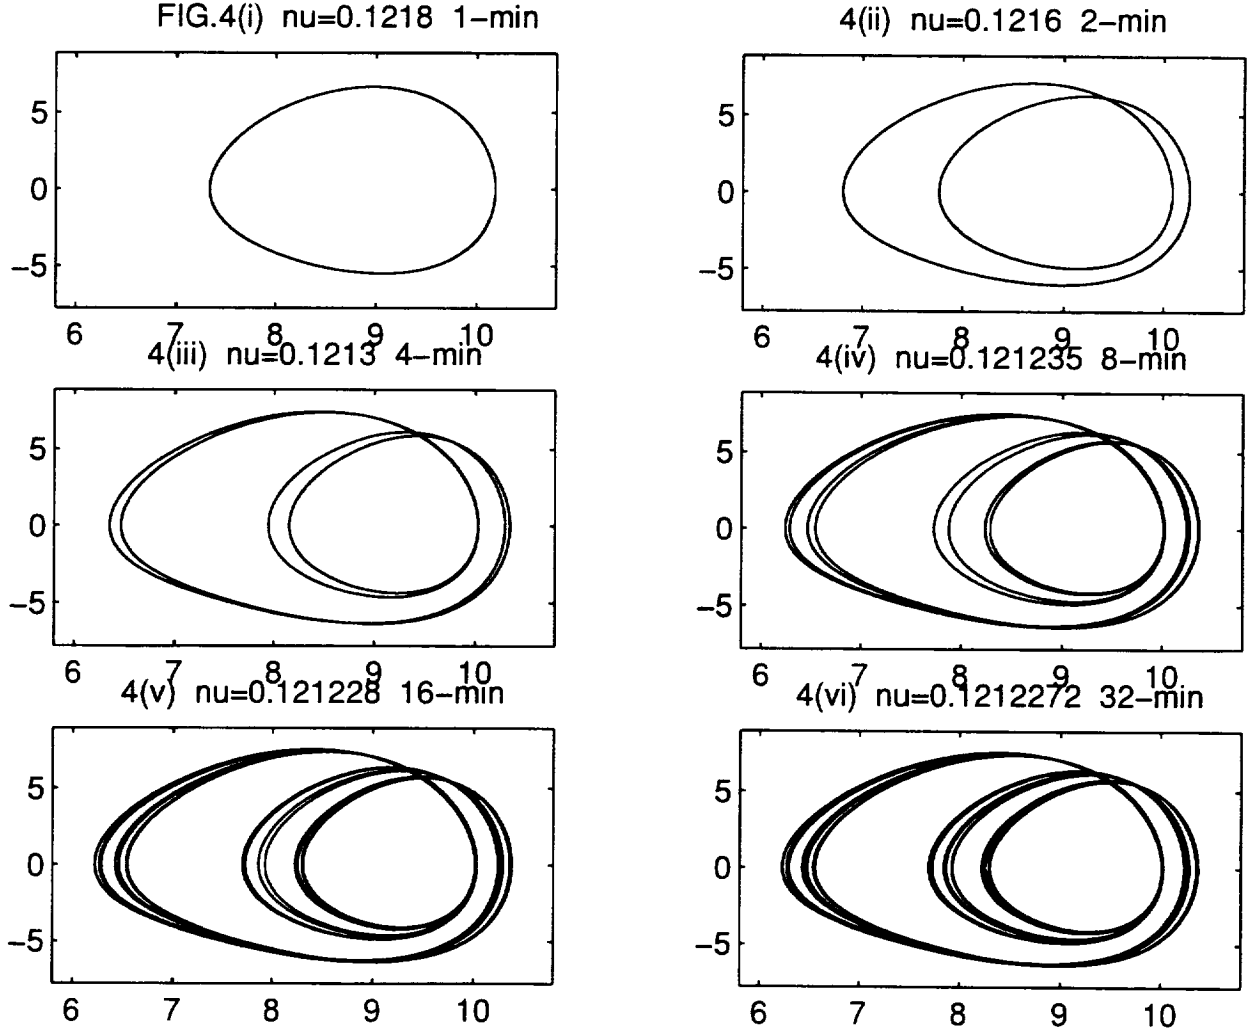 FIG.4(i) nu=0.1218 1-min
5
0
-5
6 7 8 9 10
4(ii) nu=0.1216 2-min
5
0
-5
6 7 8 9 10
4(iii) nu=0.1213 4-min
5
0
-5
6 7 8 9 10
4(iv) nu=0.121235 8-min
5
0
-5
6 7 8 9 10
4(v) nu=0.121228 16-min
5
0
-5
6 7 8 9 10
4(vi) nu=0.1212272 32-min
5
0
-5
6 7 8 9 10